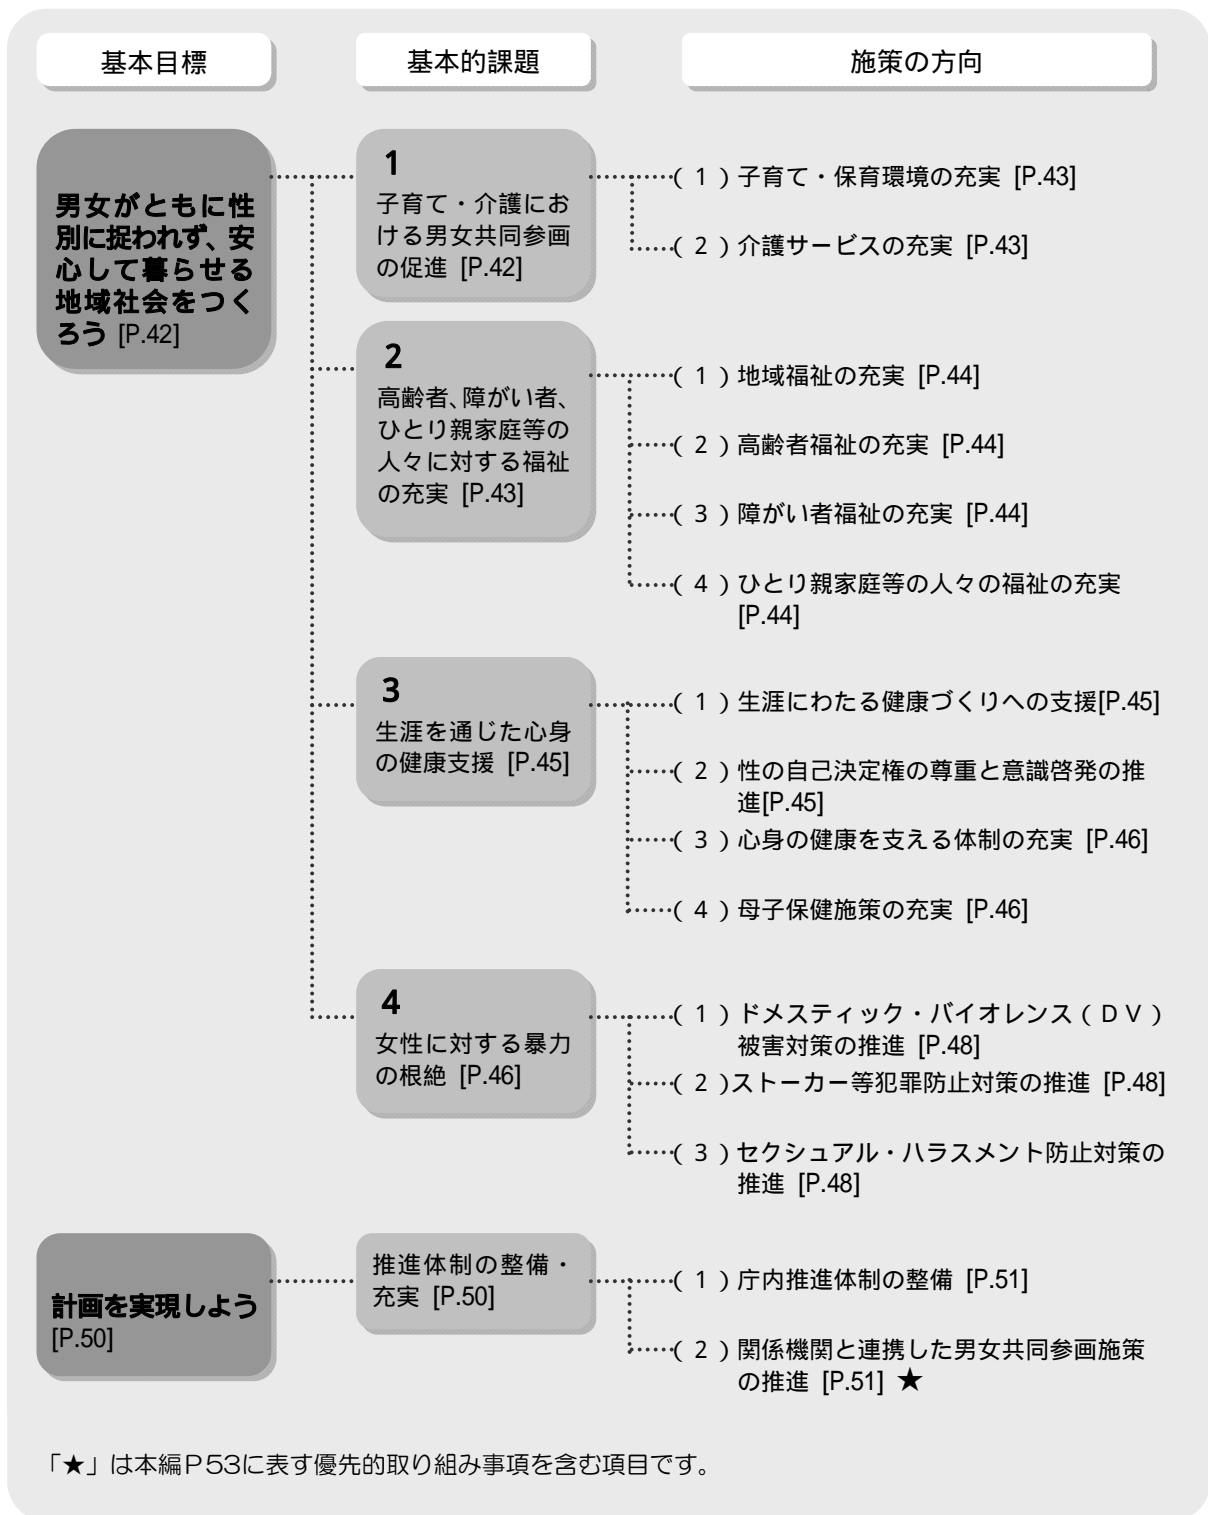 基本目標
基本的課題
施策の方向
男女がともに性
別に捉われず、安
心して暮らせる
地域社会をつく
ろう [P.42]
1
子育て・介護にお
ける男女共同参画
の促進 [P.42]
(1)子育て・保育環境の充実 [P.43]
(2)介護サービスの充実 [P.43]
2
高齢者、障がい者、
ひとり親家庭等の
人々に対する福祉
の充実 [P.43]
(1)地域福祉の充実 [P.44]
(2)高齢者福祉の充実 [P.44]
(3)障がい者福祉の充実 [P.44]
(4)ひとり親家庭等の人々の福祉の充実
[P.44]
3
生涯を通じた心身
の健康支援 [P.45]
(1)生涯にわたる健康づくりへの支援[P.45]
(2)性の自己決定権の尊重と意識啓発の推
進[P.45]
(3)心身の健康を支える体制の充実 [P.46]
(4)母子保健施策の充実 [P.46]
4
女性に対する暴力
の根絶 [P.46]
(1)ドメスティック・バイオレンス(DV)
被害対策の推進 [P.48]
(2)ストーカー等犯罪防止対策の推進 [P.48]
(3)セクシュアル・ハラスメント防止対策の
推進 [P.48]
計画を実現しよう
[P.50]
推進体制の整備・
充実 [P.50]
(1)庁内推進体制の整備 [P.51]
(2)関係機関と連携した男女共同参画施策
の推進 [P.51] ★
「★」は本編P53に表す優先的取り組み事項を含む項目です。